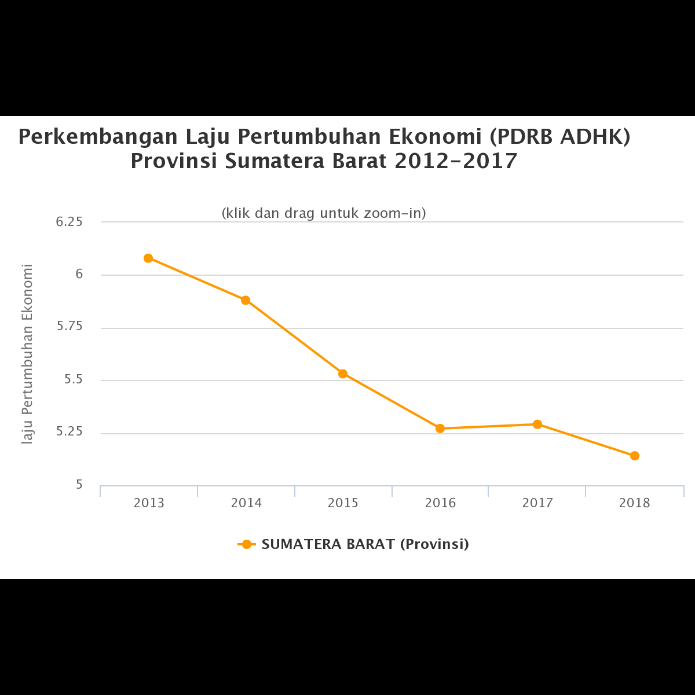 Perkembangan Laju Pertumbuhan Ekonomi (PDRB ADHK)
Provinsi Sumatera Barat 2012-2017
(klik dan drag untuk zoom-in)
laju Pertumbuhan Ekonomi
6.25
6
5.75
5.5
5.25
5
2013 2014 2015 2016 2017 2018
SUMATERA BARAT (Provinsi)